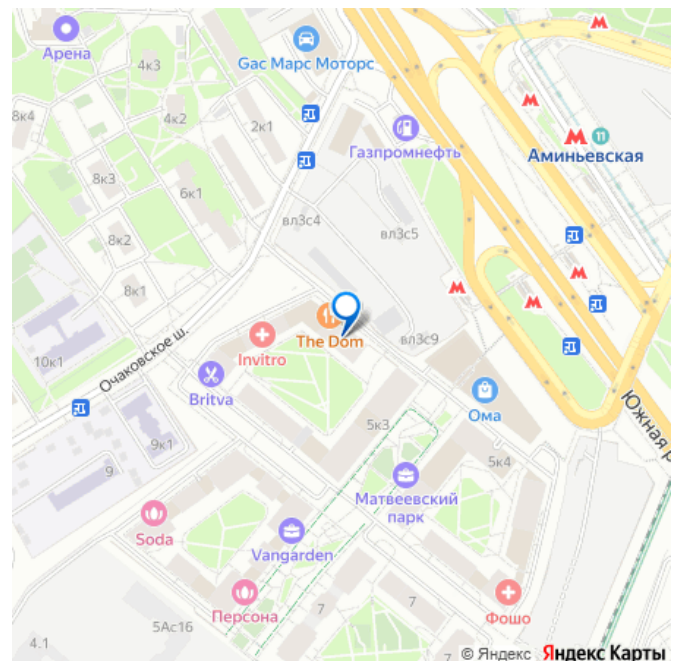 Арена
4к3
Gac Марс Моторс
8к4
4к2
2к1
Газпромнефть
11
Аминьевская
8к3
6к1
вл3с4
вл3с5
8к2
8к1
The Dom
вл3с9
Invitro
10к1
Очаковское ш.
Britva
Ома
Южная р
5к3
9к1
5к4
9
Матвеевский
парк
Soda
Vangarden
Персона
7
7
Фошо
5Ас16
4.1
7
© Яндекс Яндекс Карты